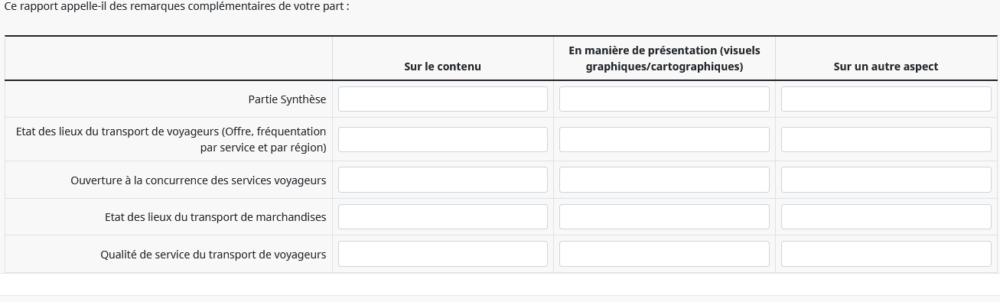 Ce rapport appelle-il des remarques complémentaires de votre part :
Sur le contenu
En manière de présentation (visuels
graphiques/cartographiques)
Sur un autre aspect
Partie Synthèse
Etat des lieux du transport de voyageurs (Offre, fréquentation
par service et par région)
Ouverture à la concurrence des services voyageurs
Etat des lieux du transport de marchandises
Qualité de service du transport de voyageurs